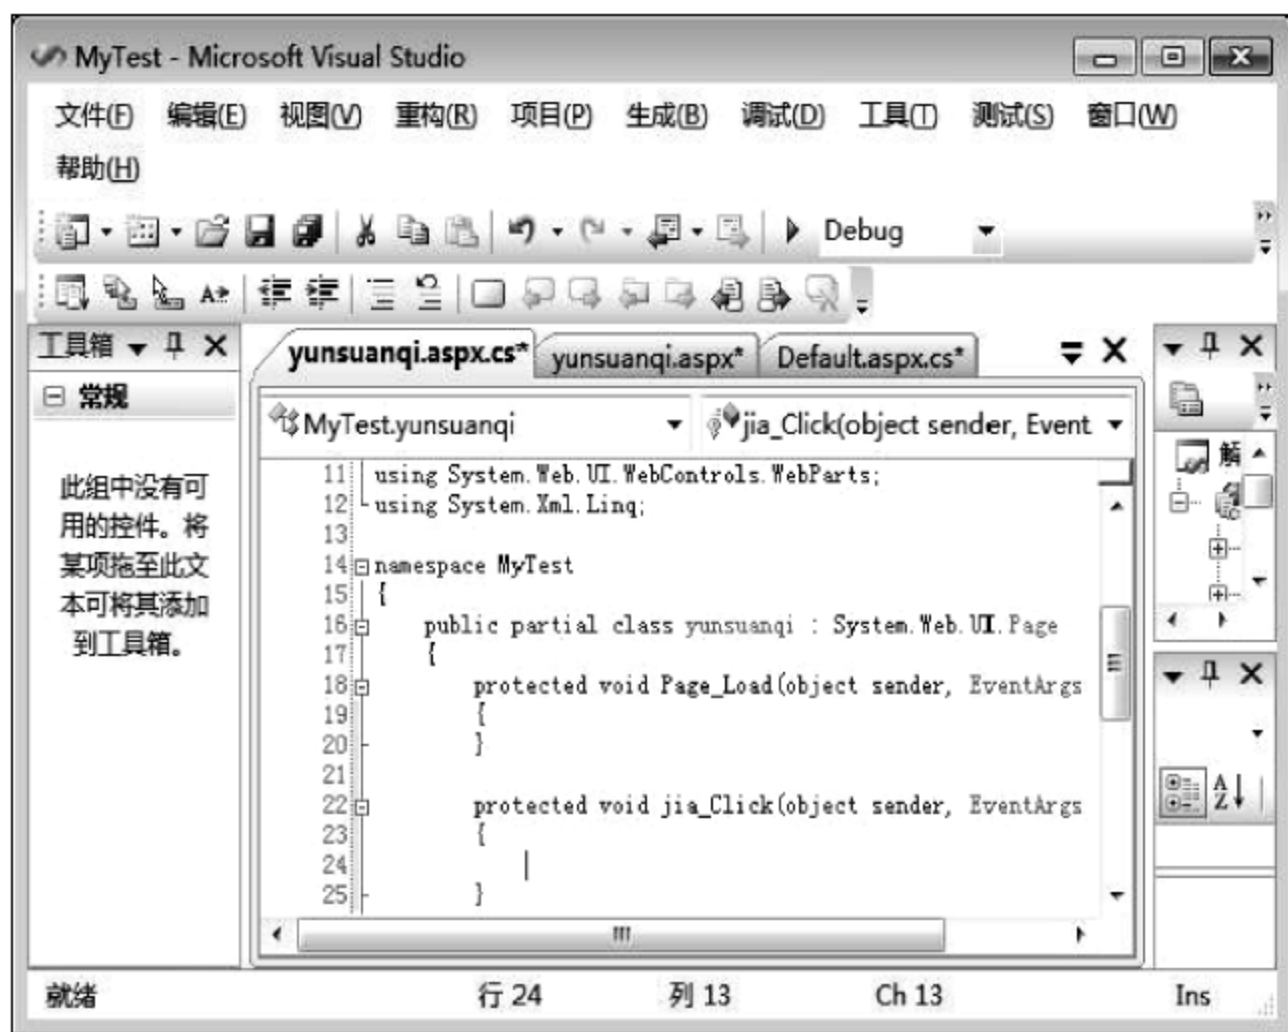 MyTest - Microsoft Visual Studio
文件(F) 编辑(E) 视图(V) 重构(R) 项目(P) 生成(B) 调试(D) 工具(T) 测试(S) 窗口(W)
帮助(H)
Debug
工具箱
yunsuanqi.aspx.cs* yunsuanqi.aspx* Default.aspx.cs*
常规
MyTest.yunsuanqi jia_Click(object sender, Event
此组中没有可
用的控件。将
某项拖至此文
本可将其添加
到工具箱。
解
11 using System.Web.UI.WebControls.WebParts;
12 using System.Xml.Linq;
13
14 namespace MyTest
15 {
16 public partial class yunsuanqi : System.Web.UI.Page
17 {
18 protected void Page_Load(object sender, EventArgs
19 {
20 }
21
22 protected void jia_Click(object sender, EventArgs
23 {
24
25 }
就绪 行 24 列 13 Ch 13 Ins